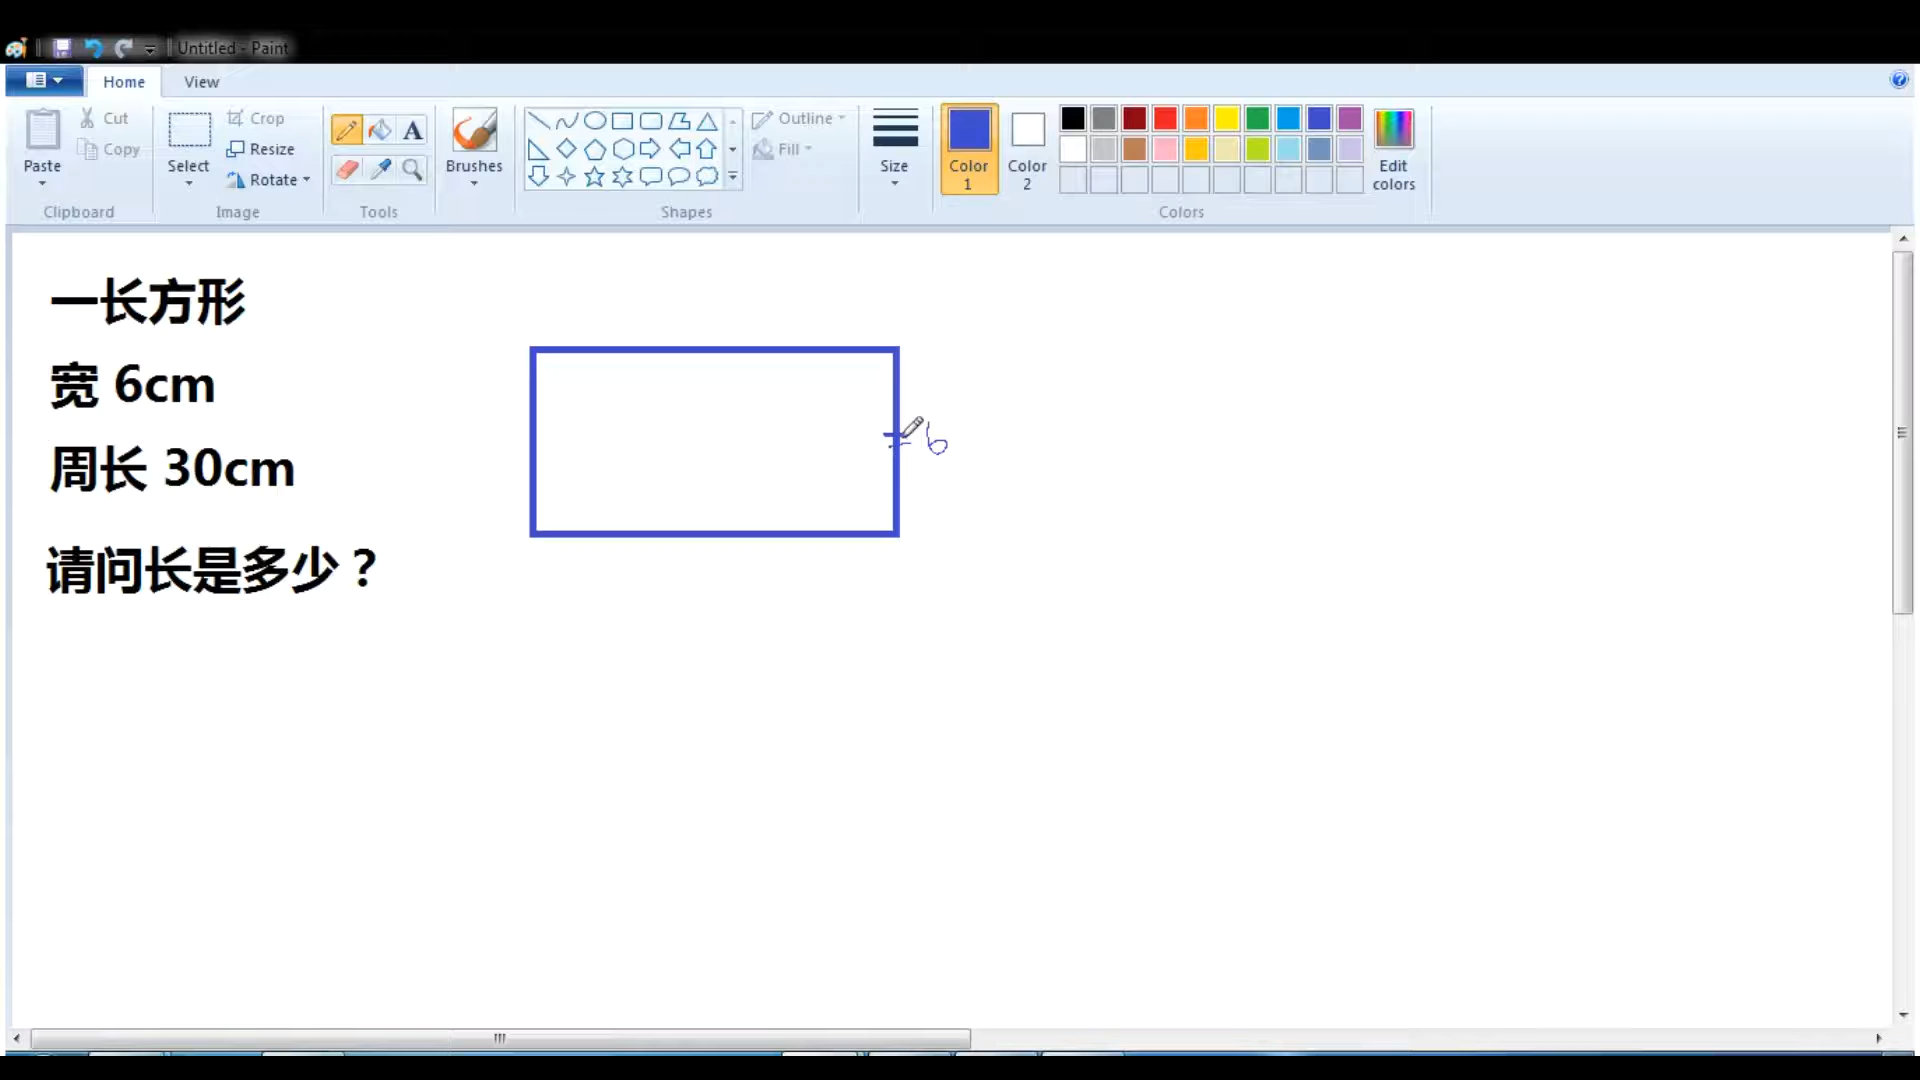 Untitled - Paint
Home View
Cut
Copy
Paste
Clipboard
Select
Crop
Resize
Rotate
Image
A
Tools
Brushes
Shapes
Outline
Fill
Size
Color 1
Color 2
Edit colors
Colors
一长方形
宽 6cm
周长 30cm
请问长是多少？
6